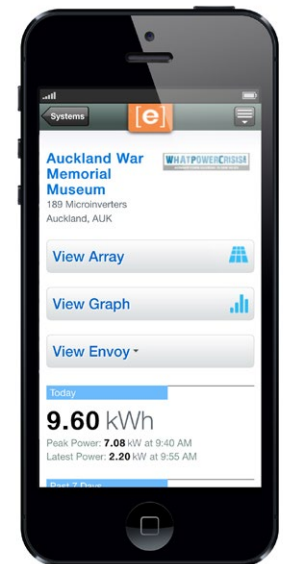 Systems
[e]
Auckland War
Memorial
Museum
WHATPOWERCRISIS?
189 Microinverters
Auckland, AUK
View Array
View Graph
View Envoy
Today
9.60 kWh
Peak Power: 7.08 kW at 9:40 AM
Latest Power: 2.20 kW at 9:55 AM
Past 7 Days